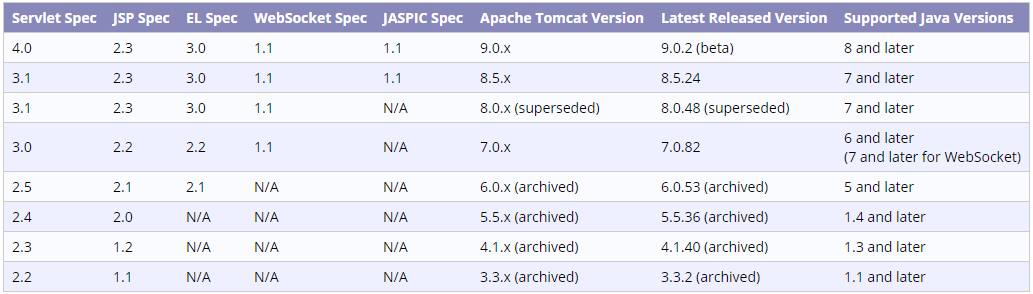 Servlet Spec JSP Spec EL Spec WebSocket Spec JASPIC Spec Apache Tomcat Version Latest Released Version Supported Java Versions
4.0 2.3 3.0 1.1 1.1 9.0.x 9.0.2 (beta) 8 and later
3.1 2.3 3.0 1.1 1.1 8.5.x 8.5.24 7 and later
3.1 2.3 3.0 1.1 N/A 8.0.x (superseded) 8.0.48 (superseded) 7 and later
3.0 2.2 2.2 1.1 N/A 7.0.x 7.0.82 6 and later
(7 and later for WebSocket)
2.5 2.1 2.1 N/A N/A 6.0.x (archived) 6.0.53 (archived) 5 and later
2.4 2.0 N/A N/A N/A 5.5.x (archived) 5.5.36 (archived) 1.4 and later
2.3 1.2 N/A N/A N/A 4.1.x (archived) 4.1.40 (archived) 1.3 and later
2.2 1.1 N/A N/A N/A 3.3.x (archived) 3.3.2 (archived) 1.1 and later